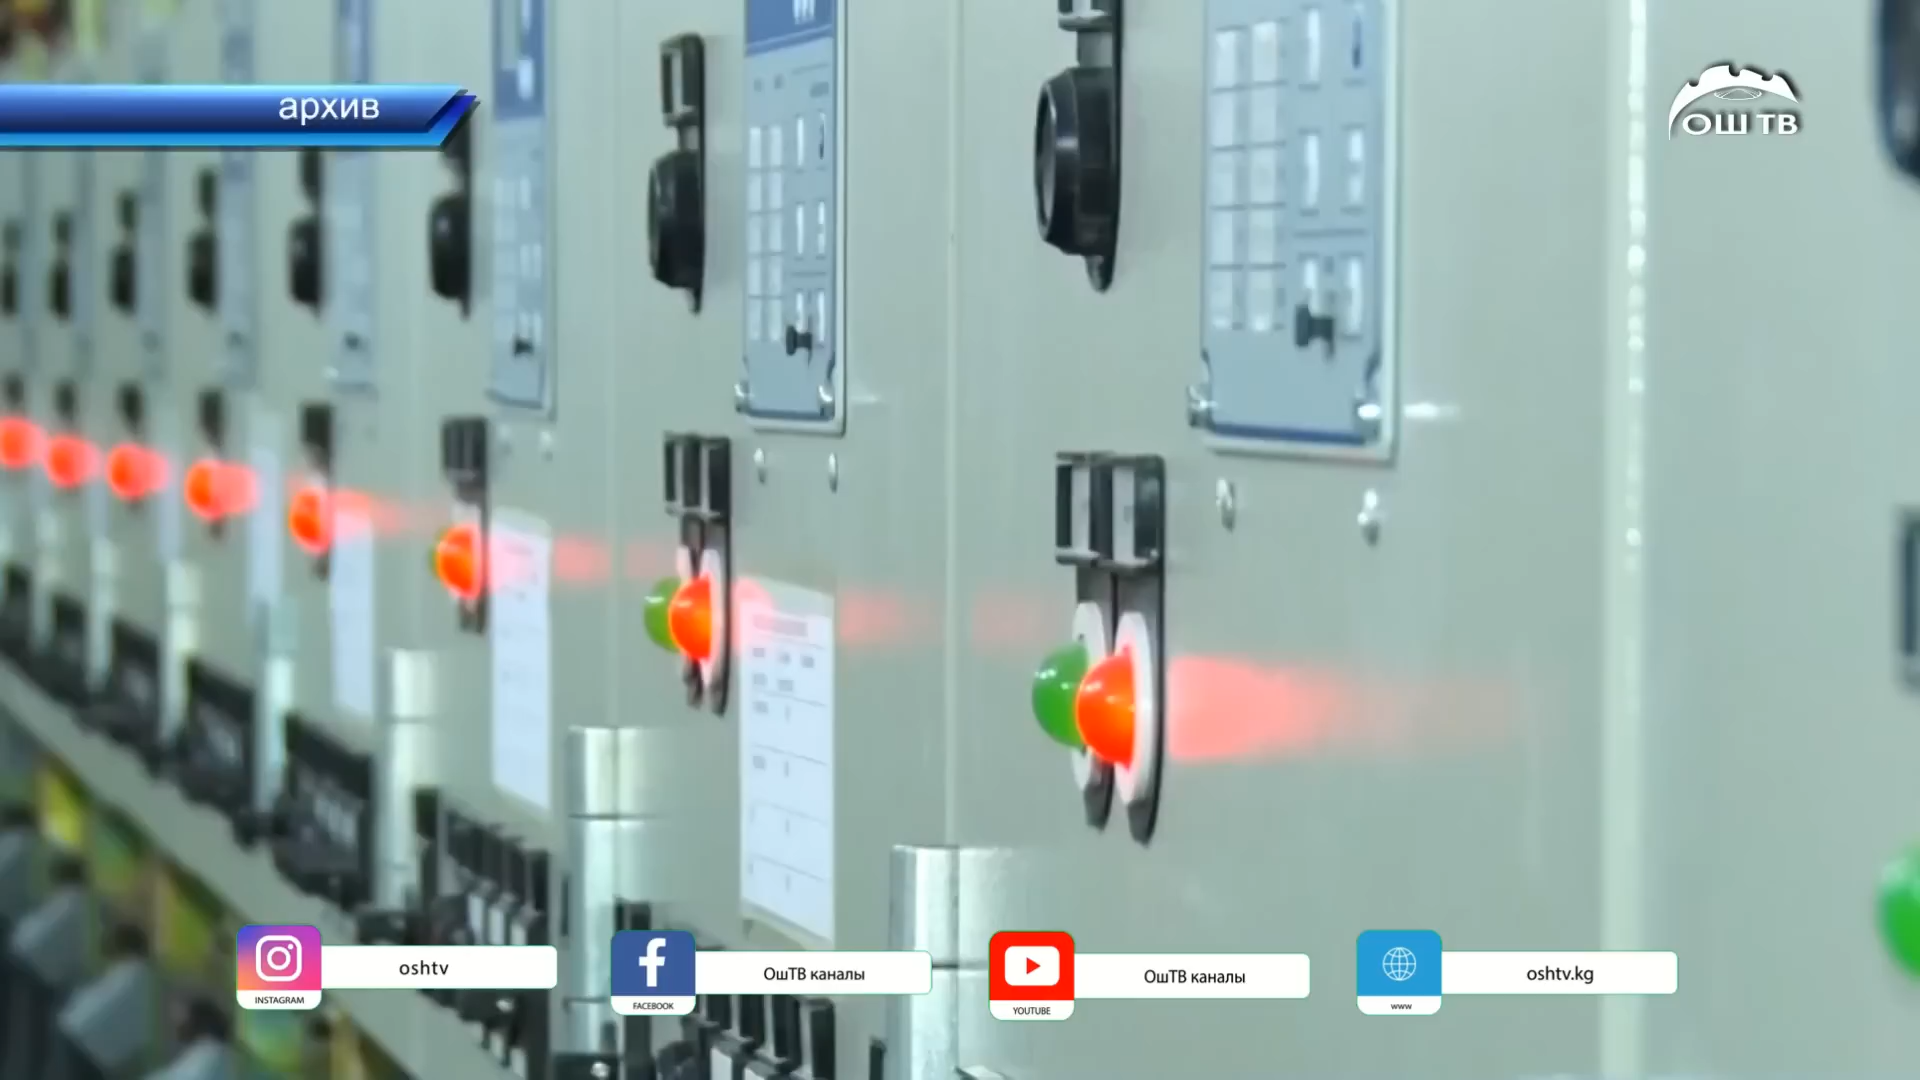 архив
ОШ ТВ
oshtv
INSTAGRAM
ОшТВ каналы
FACEBOOK
ОшТВ каналы
YOUTUBE
oshtv.kg
www